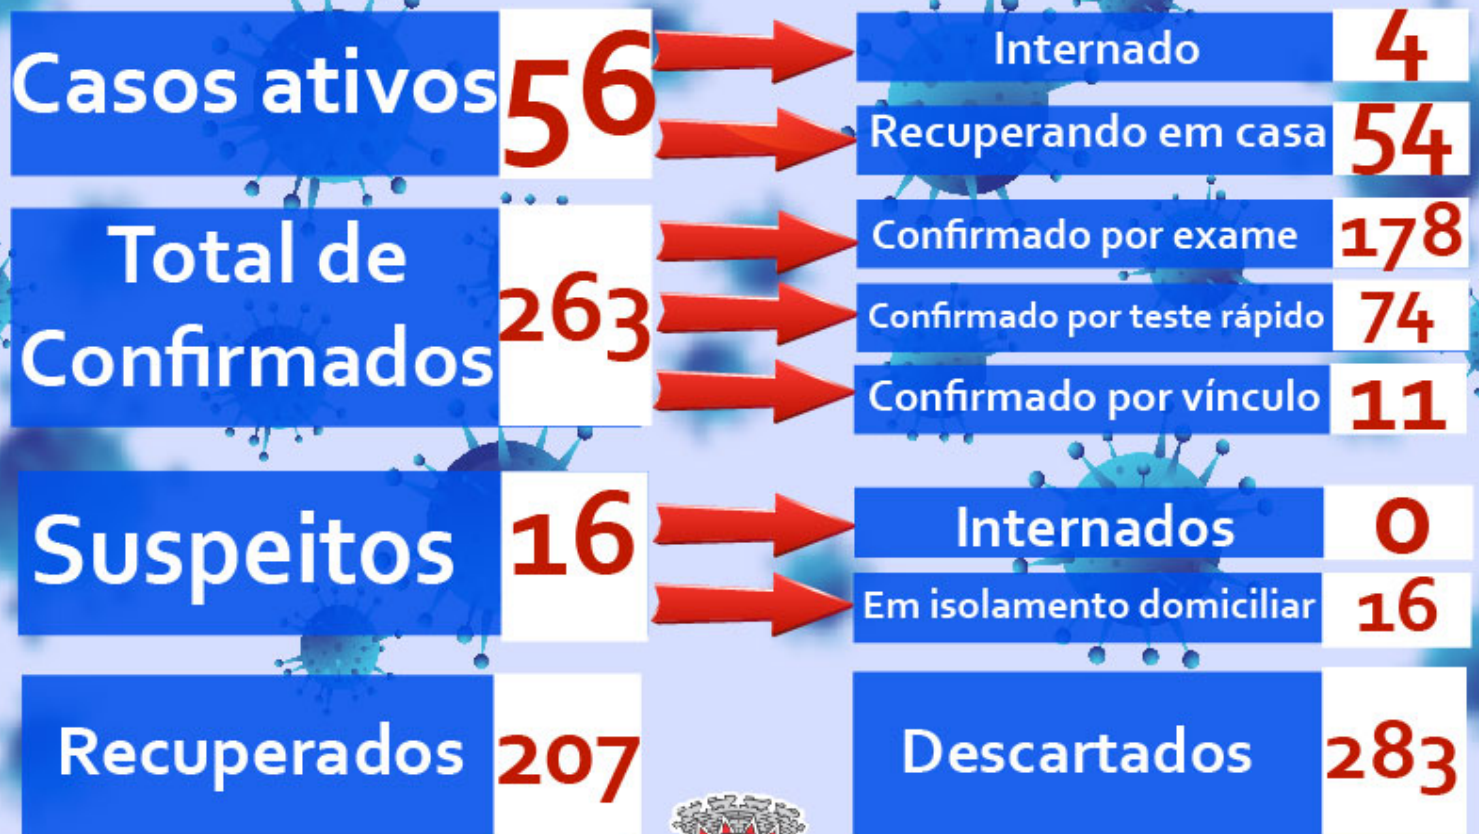 Casos ativos 56
Internado 4
Recuperando em casa 54
Total de
Confirmados 263
Confirmado por exame 178
Confirmado por teste rápido 74
Confirmado por vínculo 11
Suspeitos 16
Internados 0
Em isolamento domiciliar 16
Recuperados 207
Descartados 283